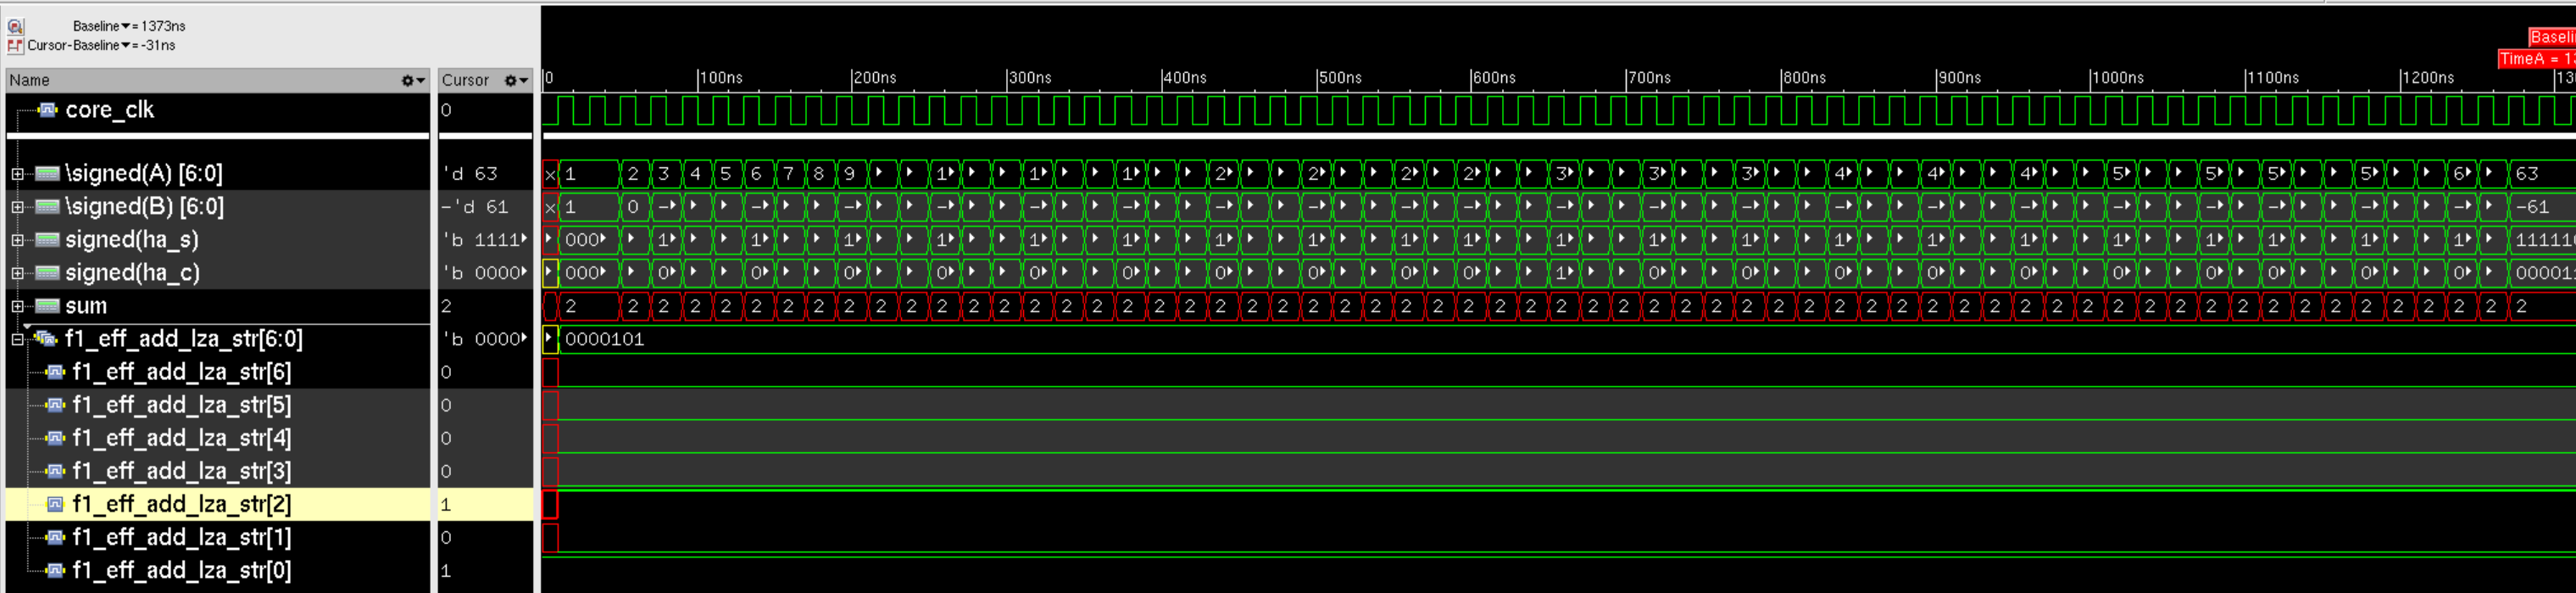 Baseline▼= 1373ns
Cursor-Baseline▼= -31ns
Baseli
TimeA = 13
Name Cursor 0 100ns 200ns 300ns 400ns 500ns 600ns 700ns 800ns 900ns 1000ns 1100ns 1200ns 130
core_clk 0
\signed(A) [6:0] 'd 63 x 1 2 3 4 5 6 7 8 9 1 1 1 2 2 2 2 3 3 3 4 4 4 5 5 5 5 6 63
\signed(B) [6:0] -'d 61 x 1 0 - - - - - - - - - - - - - - - - - - - - - -61
signed(ha_s) 'b 1111 000 1 1 1 1 1 1 1 1 1 1 1 1 1 1 1 1 1 1 1 1 1 11111
signed(ha_c) 'b 0000 000 0 0 0 0 0 0 0 0 0 1 0 0 0 0 0 0 0 0 0 0 00001
sum 2 2 2 2 2 2 2 2 2 2 2 2 2 2 2 2 2 2 2 2 2 2 2 2 2 2 2 2 2 2 2 2 2 2 2 2 2 2 2 2 2 2 2 2 2 2 2 2 2 2 2 2 2 2 2 2 2 2 2 2 2 2 2 2
f1_eff_add_lza_str[6:0] 'b 0000 0000101
f1_eff_add_lza_str[6] 0
f1_eff_add_lza_str[5] 0
f1_eff_add_lza_str[4] 0
f1_eff_add_lza_str[3] 0
f1_eff_add_lza_str[2] 1
f1_eff_add_lza_str[1] 0
f1_eff_add_lza_str[0] 1